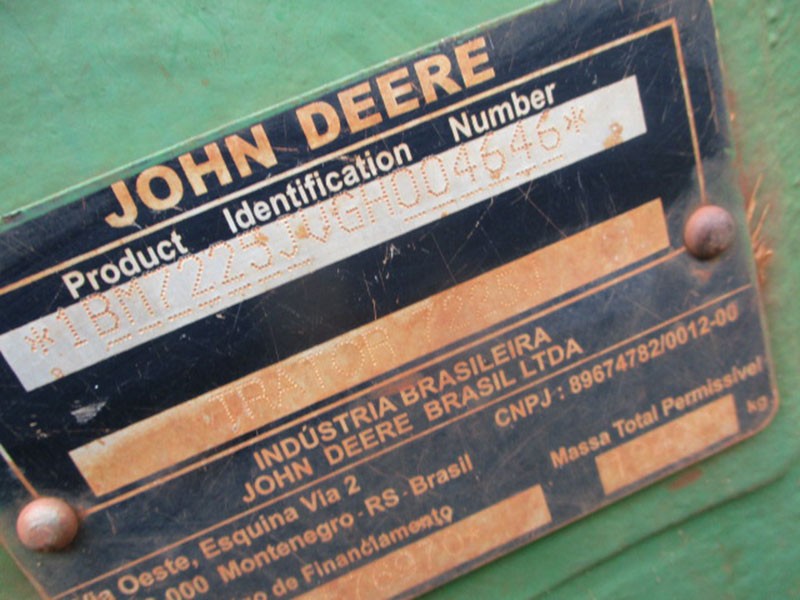 JOHN DEERE
Product Identification Number
*1BM7225JVGH004646*
TRATOR 7225J
INDÚSTRIA BRASILEIRA
JOHN DEERE BRASIL LTDA
CNPJ : 89674782/0012-00
Via Oeste, Esquina Via 2
000 Montenegro - RS - Brasil
Massa Total Permissível
kg
de Financiamento